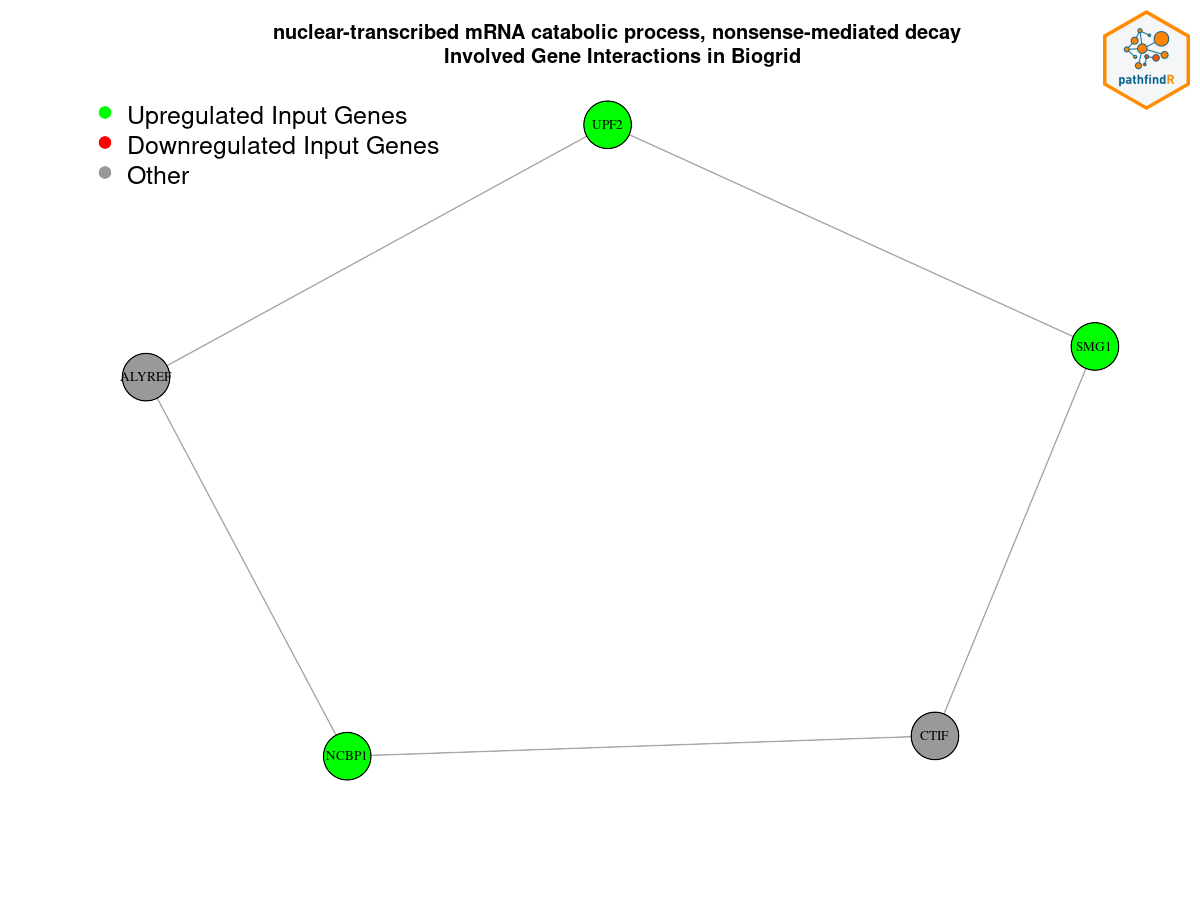 nuclear-transcribed mRNA catabolic process, nonsense-mediated decay
Involved Gene Interactions in Biogrid
pathfindR
Upregulated Input Genes
Downregulated Input Genes
Other
UPF2
SMG1
ALYREF
CTIF
NCBP1